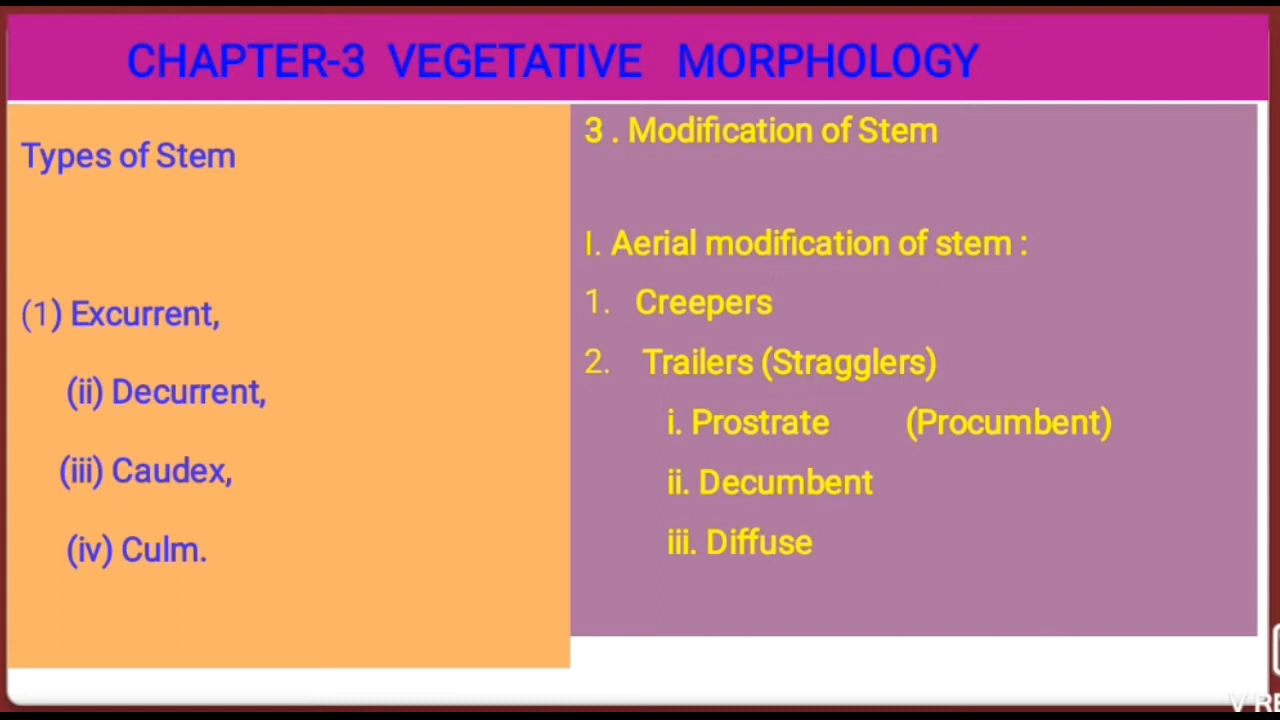 CHAPTER-3 VEGETATIVE MORPHOLOGY
Types of Stem
(1) Excurrent,
(ii) Decurrent,
(iii) Caudex,
(iv) Culm.
3 . Modification of Stem
I. Aerial modification of stem :
1. Creepers
2. Trailers (Stragglers)
i. Prostrate (Procumbent)
ii. Decumbent
iii. Diffuse